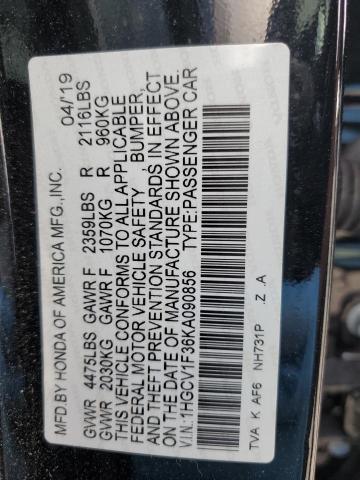 MFD.BY HONDA OF AMERICA MFG.,INC. 04/19
GVWR 4475LBS GAWR F 2359LBS R 2116LBS
GVWR 2030KG GAWR F 1070KG R 960KG
THIS VEHICLE CONFORMS TO ALL APPLICABLE
FEDERAL MOTOR VEHICLE SAFETY, BUMPER,
AND THEFT PREVENTION STANDARDS IN EFFECT
ON THE DATE OF MANUFACTURE SHOWN ABOVE.
V.I.N.:1HGCV1F36KA090856 TYPE:PASSENGER CAR
TVA K AF6 NH731P .Z .A